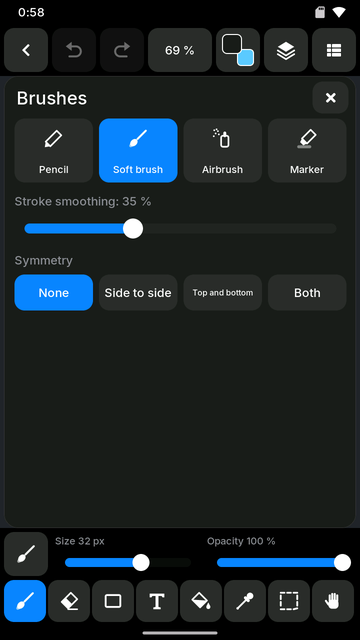 0:58
69 %
Brushes
Pencil
Soft brush
Airbrush
Marker
Stroke smoothing: 35 %
Symmetry
None
Side to side
Top and bottom
Both
Size 32 px
Opacity 100 %
T